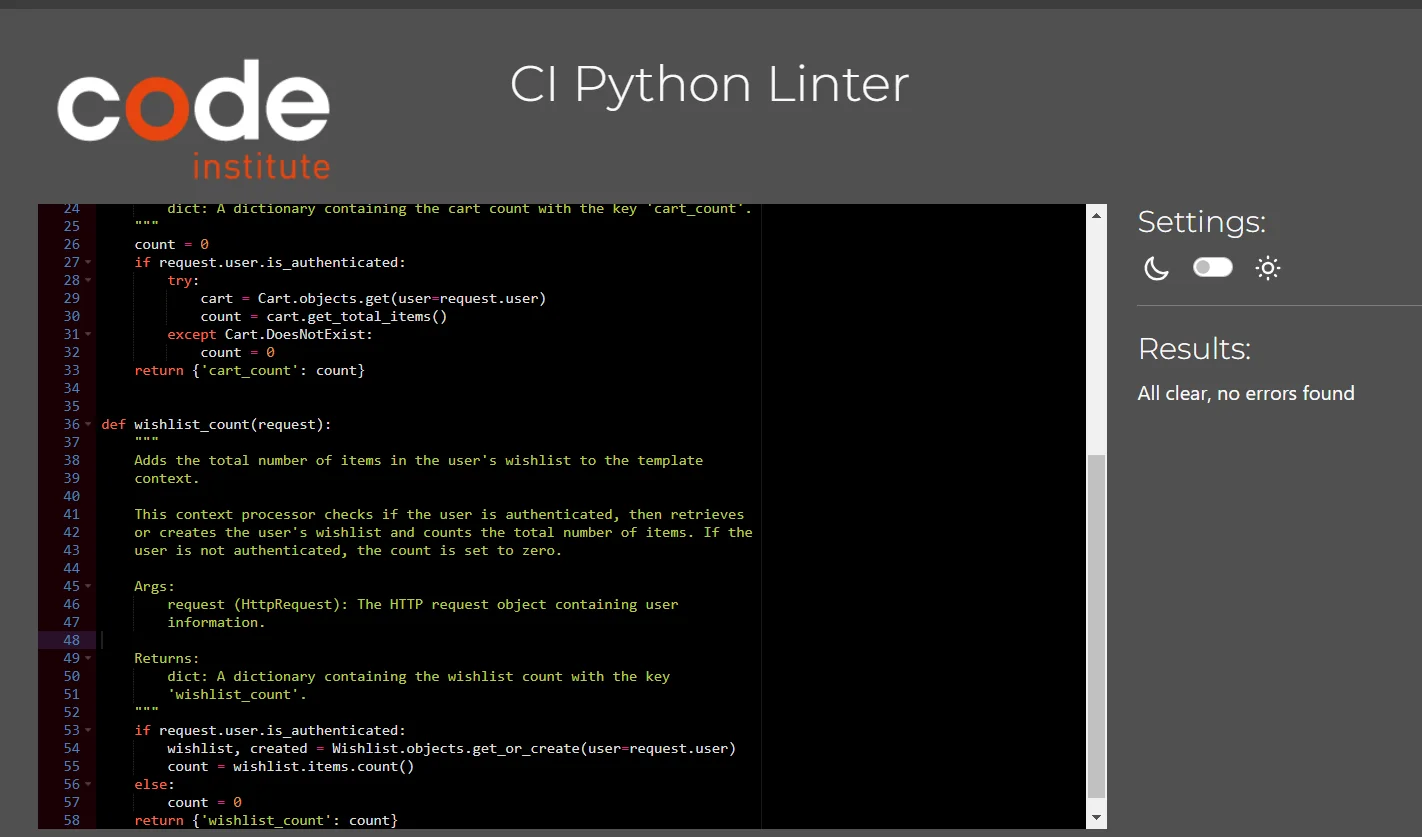 code
institute
CI Python Linter
24         dict: A dictionary containing the cart count with the key 'cart_count'.
25     """
26     count = 0
27     if request.user.is_authenticated:
28         try:
29             cart = Cart.objects.get(user=request.user)
30             count = cart.get_total_items()
31         except Cart.DoesNotExist:
32             count = 0
33     return {'cart_count': count}
34
35
36 def wishlist_count(request):
37     """
38     Adds the total number of items in the user's wishlist to the template
39     context.
40
41     This context processor checks if the user is authenticated, then retrieves
42     or creates the user's wishlist and counts the total number of items. If the
43     user is not authenticated, the count is set to zero.
44
45     Args:
46         request (HttpRequest): The HTTP request object containing user
47         information.
48
49     Returns:
50         dict: A dictionary containing the wishlist count with the key
51         'wishlist_count'.
52     """
53     if request.user.is_authenticated:
54         wishlist, created = Wishlist.objects.get_or_create(user=request.user)
55         count = wishlist.items.count()
56     else:
57         count = 0
58     return {'wishlist_count': count}
Settings:
Results:
All clear, no errors found